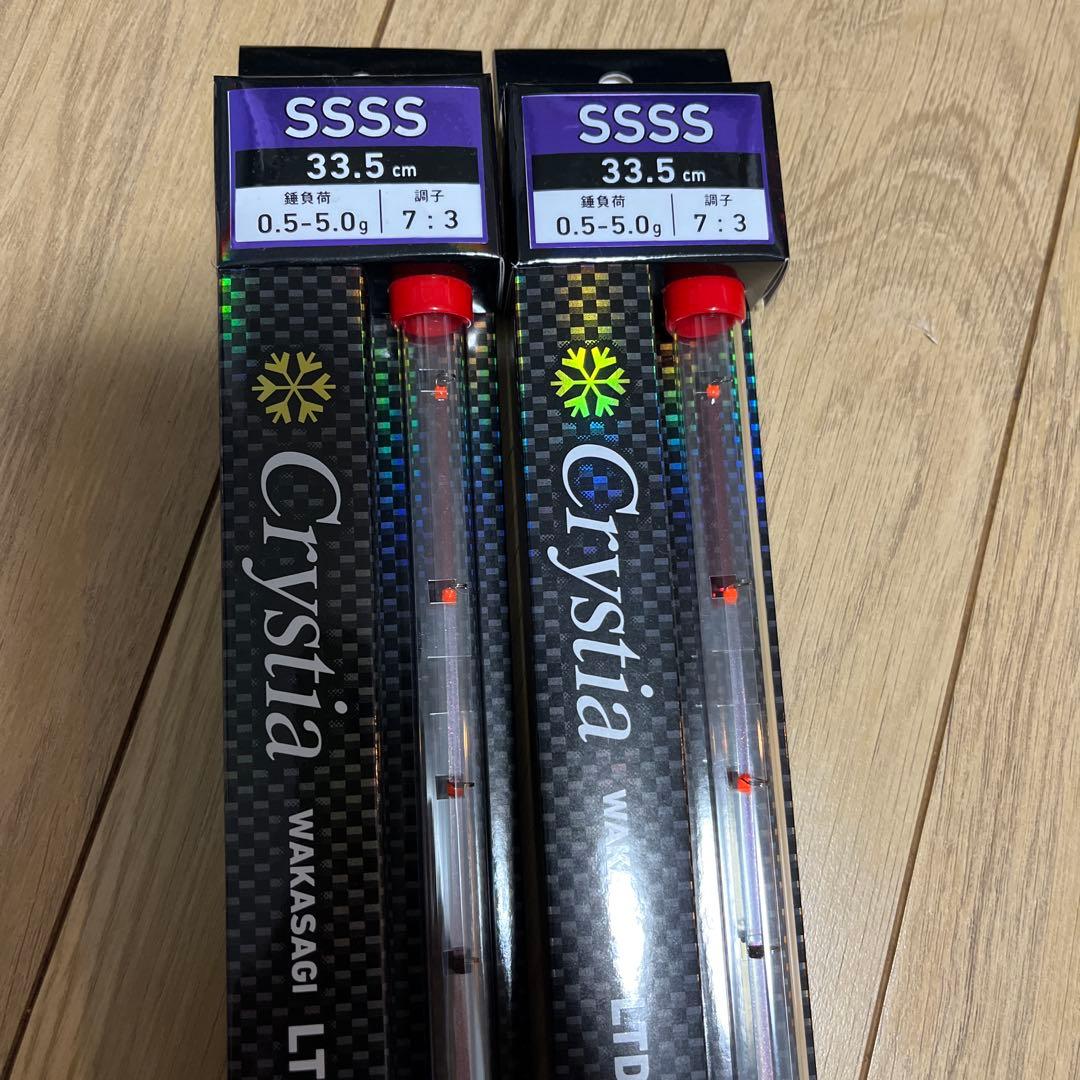 SSSS
33.5 cm
錘負荷 調子
0.5-5.0g 7:3
Crystia WAKASAGI LT
SSSS
33.5 cm
錘負荷 調子
0.5-5.0g 7:3
Crystia WAK LTD